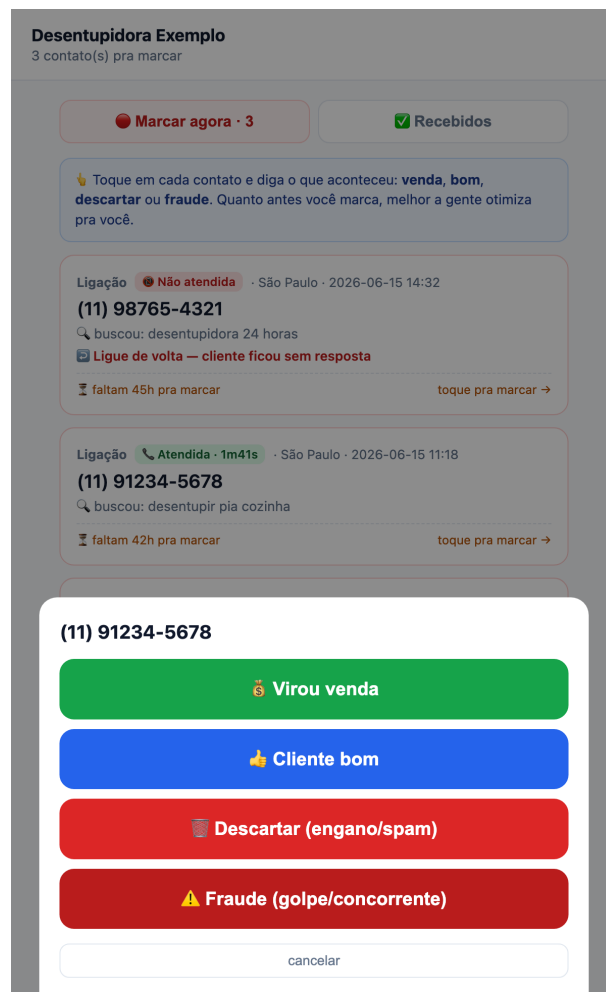 Desentupidora Exemplo
3 contato(s) pra marcar
🔴 Marcar agora · 3
✅ Recebidos
👆 Toque em cada contato e diga o que aconteceu: venda, bom,
descartar ou fraude. Quanto antes você marca, melhor a gente otimiza
pra você.
Ligação 📵 Não atendida · São Paulo · 2026-06-15 14:32
(11) 98765-4321
🔍 buscou: desentupidora 24 horas
↩️ Ligue de volta — cliente ficou sem resposta
⏳ faltam 45h pra marcar
toque pra marcar →
Ligação 📞 Atendida · 1m41s · São Paulo · 2026-06-15 11:18
(11) 91234-5678
🔍 buscou: desentupir pia cozinha
⏳ faltam 42h pra marcar
toque pra marcar →
(11) 91234-5678
💰 Virou venda
👍 Cliente bom
🗑️ Descartar (engano/spam)
⚠️ Fraude (golpe/concorrente)
cancelar